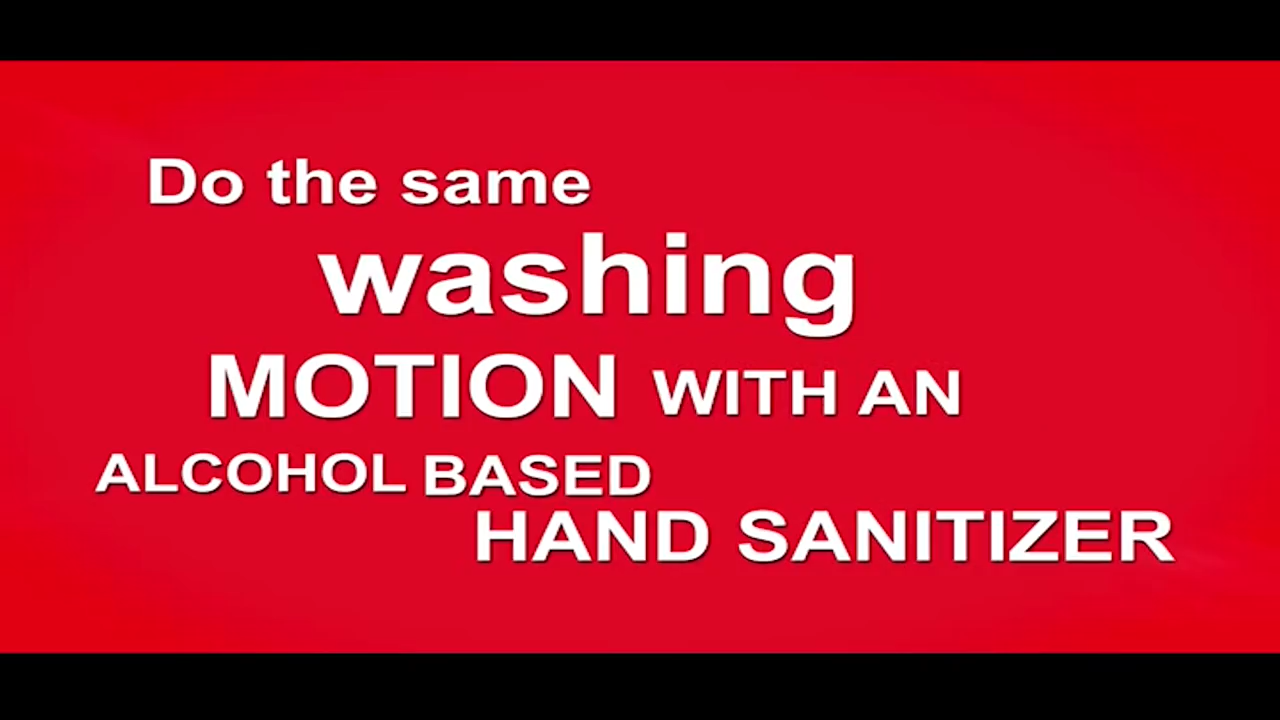 Do the same
washing
MOTION WITH AN
ALCOHOL BASED
HAND SANITIZER